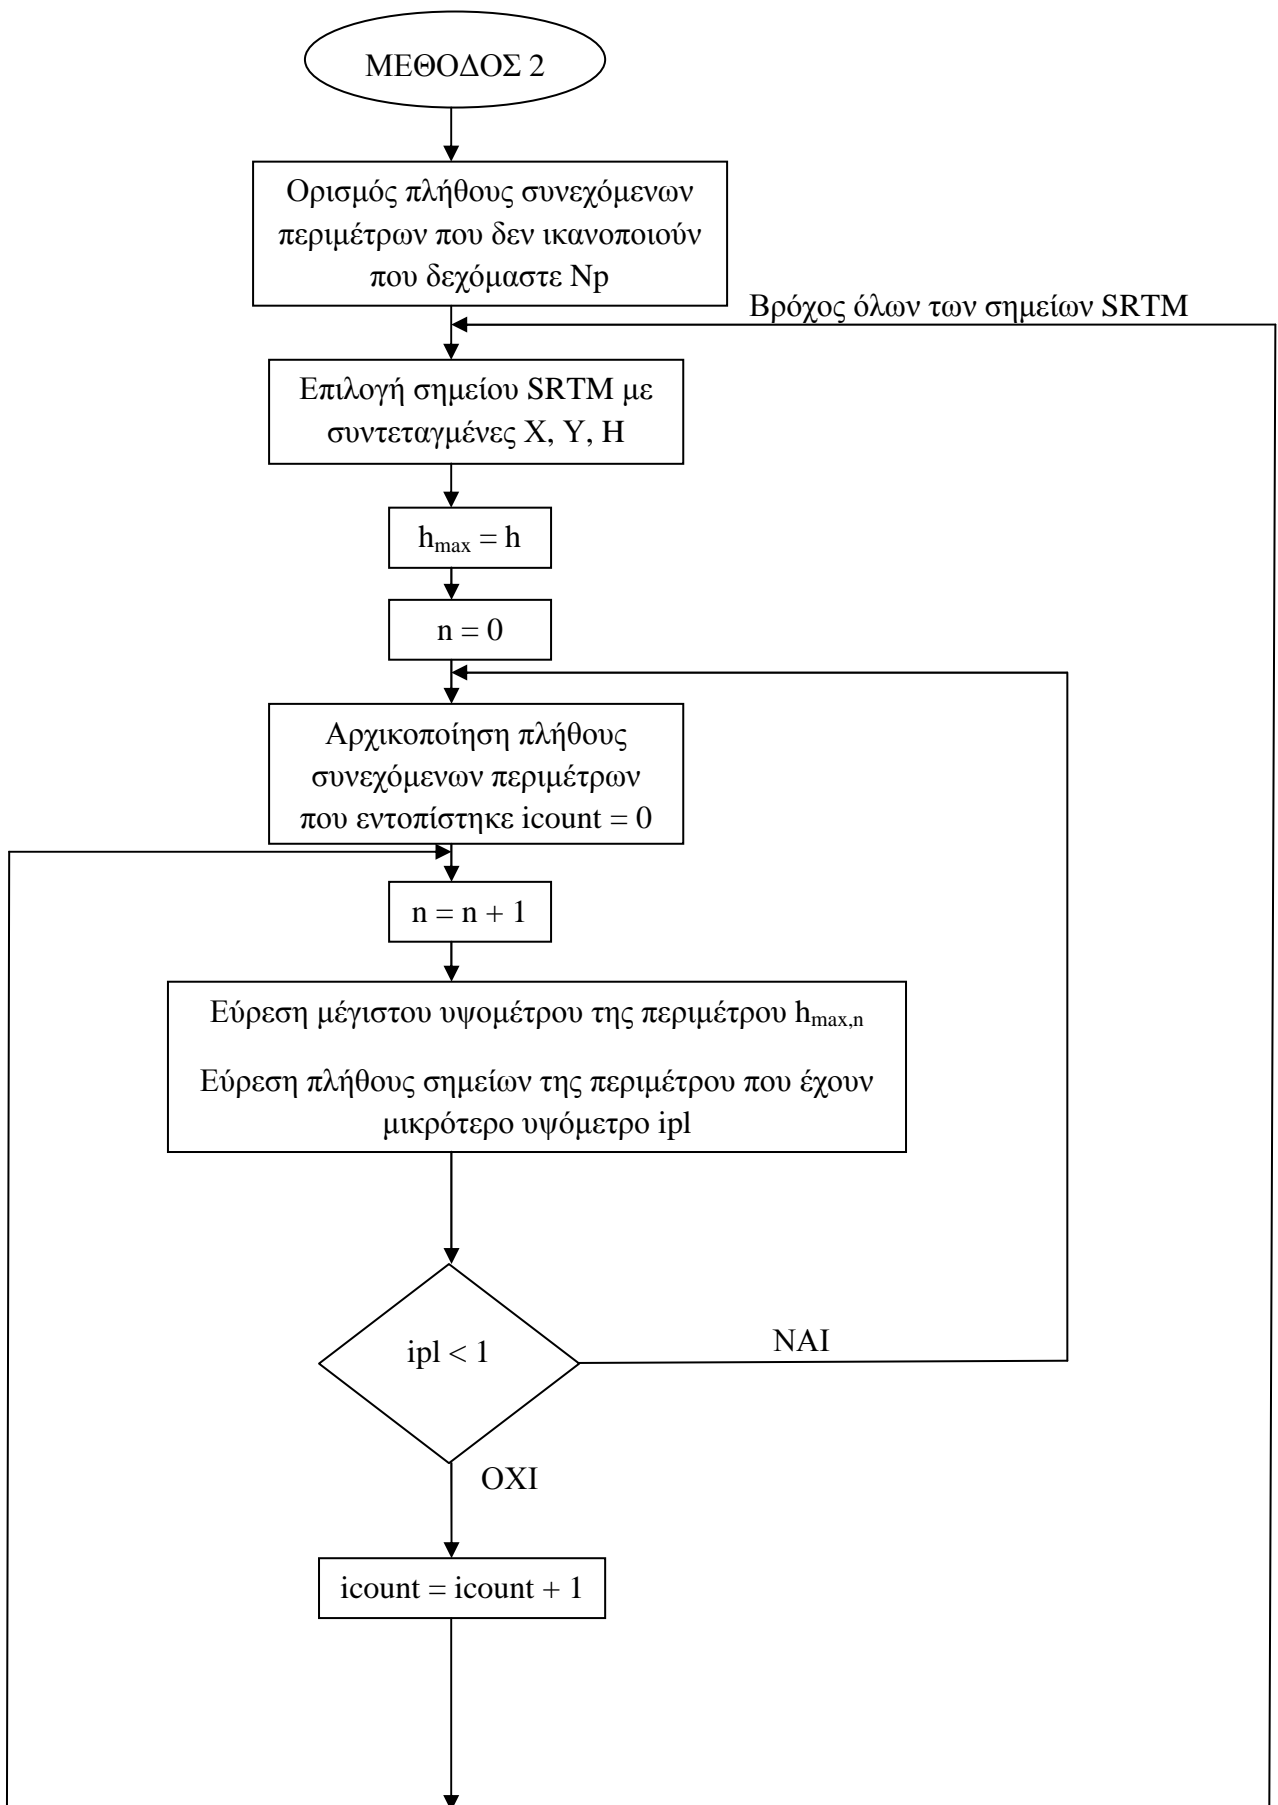 ΜΕΘΟΔΟΣ 2
Ορισμός πλήθους συνεχόμενων
περιμέτρων που δεν ικανοποιούν
που δεχόμαστε Np
Βρόχος όλων των σημείων SRTM
Επιλογή σημείου SRTM με
συντεταγμένες Χ, Υ, Η
hmax = h
n = 0
Αρχικοποίηση πλήθους
συνεχόμενων περιμέτρων
που εντοπίστηκε icount = 0
n = n + 1
Εύρεση μέγιστου υψομέτρου της περιμέτρου hmax,n
Εύρεση πλήθους σημείων της περιμέτρου που έχουν
μικρότερο υψόμετρο ipl
ipl < 1
ΝΑΙ
ΟΧΙ
icount = icount + 1